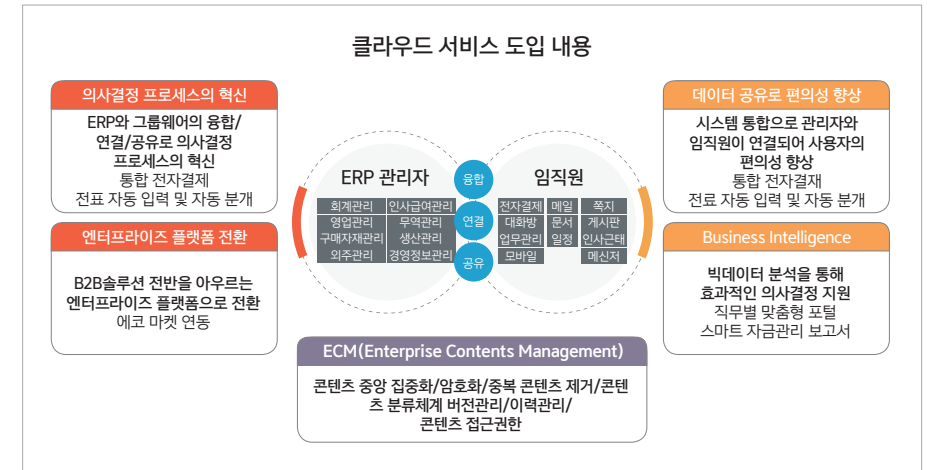 클라우드 서비스 도입 내용
의사결정 프로세스의 혁신
ERP와 그룹웨어의 융합/
연결/공유로 의사결정
프로세스의 혁신
통합 전자결제
전표 자동 입력 및 자동 분개
엔터프라이즈 플랫폼 전환
B2B솔루션 전반을 아우르는
엔터프라이즈 플랫폼으로 전환
에코 마켓 연동
ERP 관리자
회계관리 인사급여관리
영업관리 무역관리
구매자재관리 생산관리
외주관리 경영정보관리
융합
연결
공유
임직원
전자결제 메일 쪽지
대화방 문서 게시판
업무관리 일정 인사근태
모바일 메신저
데이터 공유로 편의성 향상
시스템 통합으로 관리자와
임직원이 연결되어 사용자의
편의성 향상
통합 전자결재
전료 자동 입력 및 자동 분개
Business Intelligence
빅데이터 분석을 통해
효과적인 의사결정 지원
직무별 맞춤형 포털
스마트 자금관리 보고서
ECM(Enterprise Contents Management)
콘텐츠 중앙 집중화/암호화/중복 콘텐츠 제거/콘텐
츠 분류체계 버전관리/이력관리/
콘텐츠 접근권한